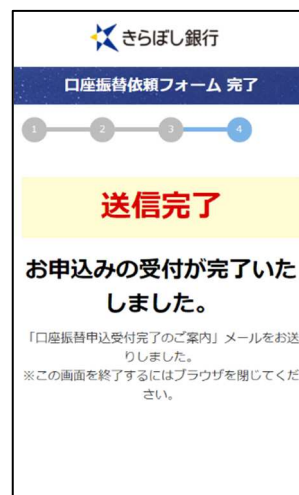 きらぼし銀行
口座振替依頼フォーム 完了
1 2 3 4
送信完了
お申込みの受付が完了いた
しました。
「口座振替申込受付完了のご案内」メールをお送
りしました。
※この画面を終了するにはブラウザを閉じてくだ
さい。